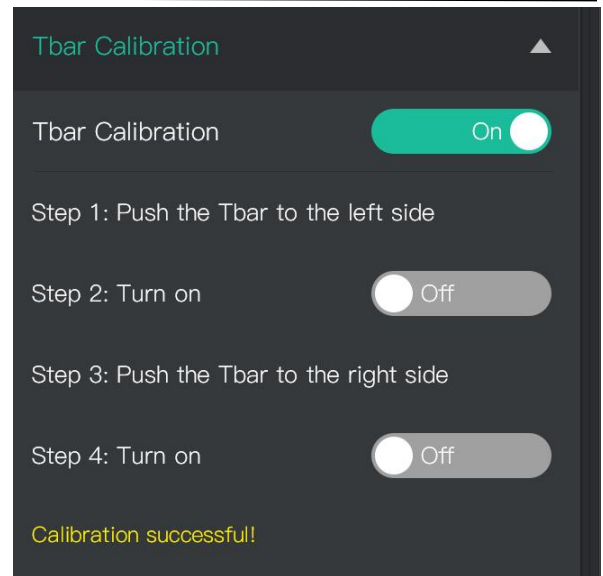 Tbar Calibration
Tbar Calibration On
Step 1: Push the Tbar to the left side
Step 2: Turn on Off
Step 3: Push the Tbar to the right side
Step 4: Turn on Off
Calibration successful!